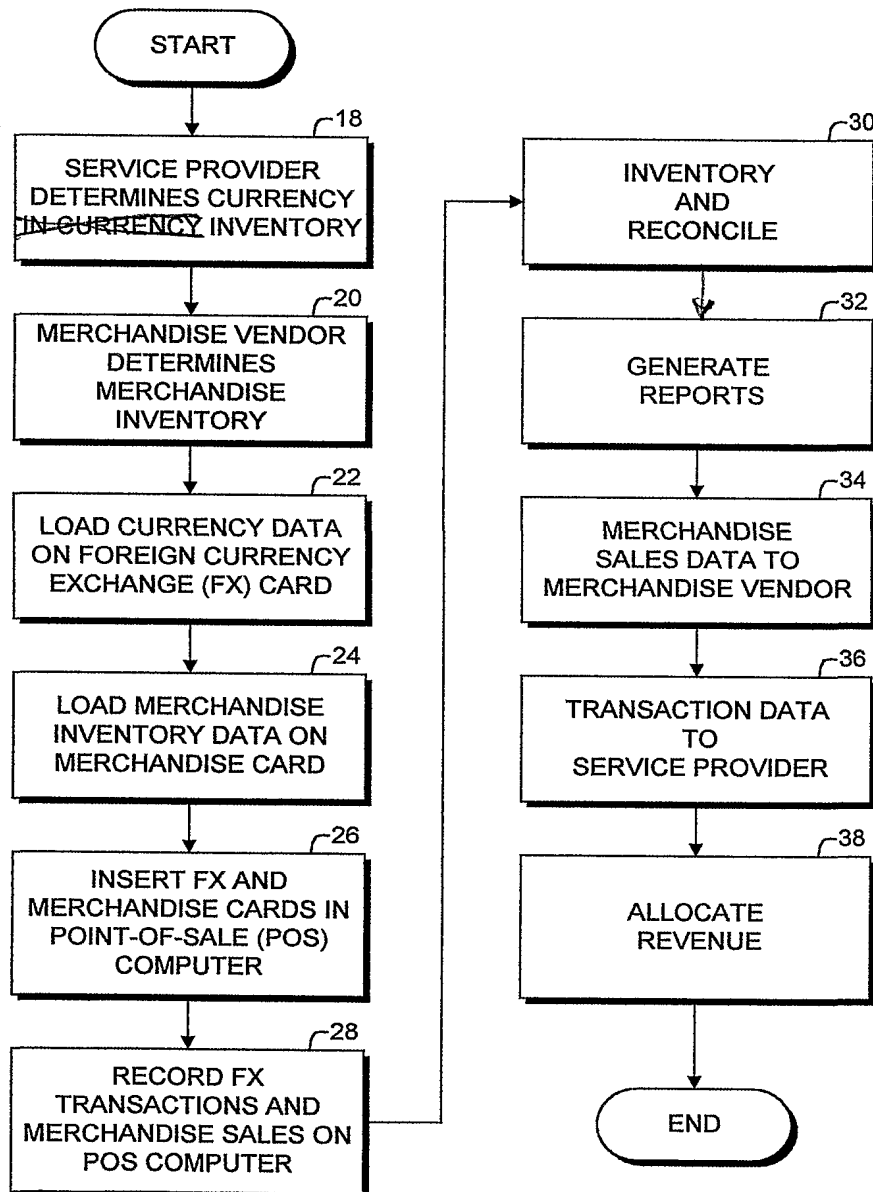 START
18
SERVICE PROVIDER
DETERMINES CURRENCY
IN CURRENCY INVENTORY
20
MERCHANDISE VENDOR
DETERMINES
MERCHANDISE
INVENTORY
22
LOAD CURRENCY DATA
ON FOREIGN CURRENCY
EXCHANGE (FX) CARD
24
LOAD MERCHANDISE
INVENTORY DATA ON
MERCHANDISE CARD
26
INSERT FX AND
MERCHANDISE CARDS IN
POINT-OF-SALE (POS)
COMPUTER
28
RECORD FX
TRANSACTIONS AND
MERCHANDISE SALES ON
POS COMPUTER
30
INVENTORY
AND
RECONCILE
32
GENERATE
REPORTS
34
MERCHANDISE
SALES DATA TO
MERCHANDISE VENDOR
36
TRANSACTION DATA
TO
SERVICE PROVIDER
38
ALLOCATE
REVENUE
END